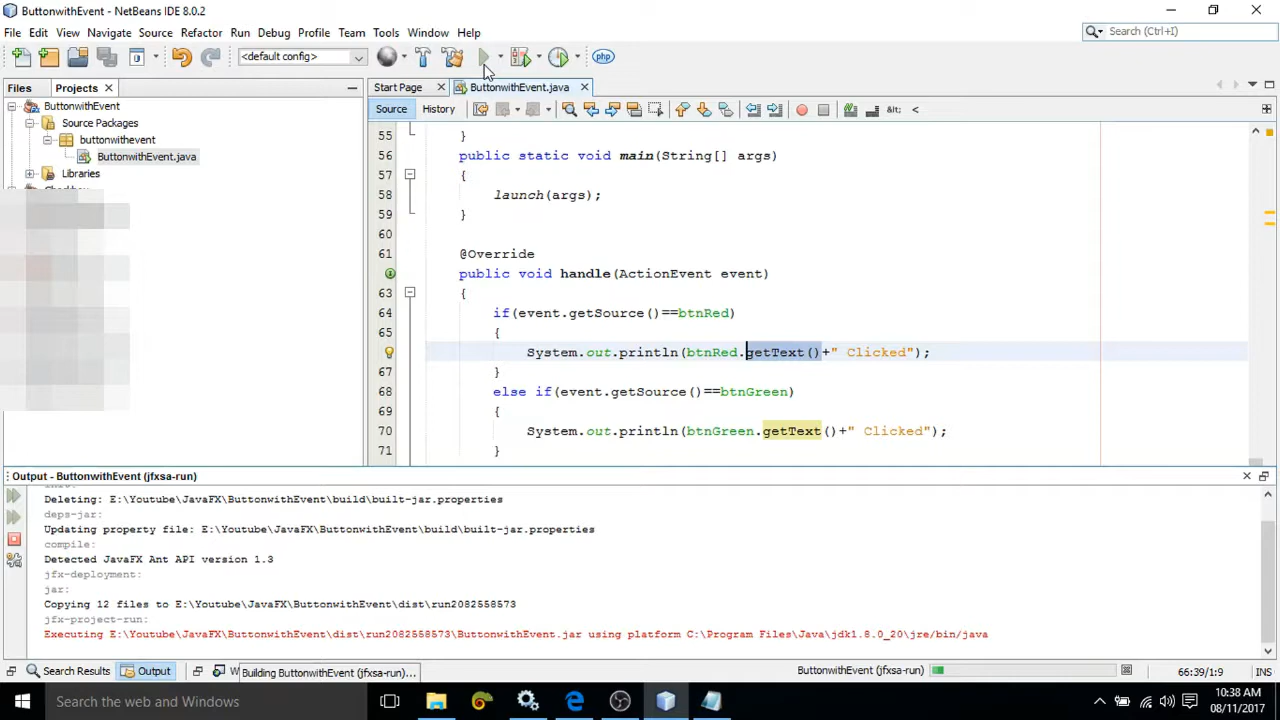 ButtonwithEvent - NetBeans IDE 8.0.2
File Edit View Navigate Source Refactor Run Debug Profile Team Tools Window Help
Search (Ctrl+I)
<default config>
php
Files Projects
Start Page ButtonwithEvent.java
Source History
ButtonwithEvent
Source Packages
buttonwithevent
ButtonwithEvent.java
Libraries
55 }
56 public static void main(String[] args)
57 {
58 launch(args);
59 }
60
61 @Override
public void handle(ActionEvent event)
63 {
64 if(event.getSource()==btnRed)
65 {
System.out.println(btnRed.getText()+" Clicked");
67 }
68 else if(event.getSource()==btnGreen)
69 {
70 System.out.println(btnGreen.getText()+" Clicked");
71 }
Output - ButtonwithEvent (jfxsa-run)
Deleting: E:\Youtube\JavaFX\ButtonwithEvent\build\built-jar.properties
deps-jar:
Updating property file: E:\Youtube\JavaFX\ButtonwithEvent\build\built-jar.properties
compile:
Detected JavaFX Ant API version 1.3
jfx-deployment:
jar:
Copying 12 files to E:\Youtube\JavaFX\ButtonwithEvent\dist\run2082558573
jfx-project-run:
Executing E:\Youtube\JavaFX\ButtonwithEvent\dist\run2082558573\ButtonwithEvent.jar using platform C:\Program Files\Java\jdk1.8.0_20\jre/bin/java
Search Results Output W Building ButtonwithEvent (jfxsa-run)... ButtonwithEvent (jfxsa-run) 66:39/1:9 INS
Search the web and Windows
10:38 AM
08/11/2017